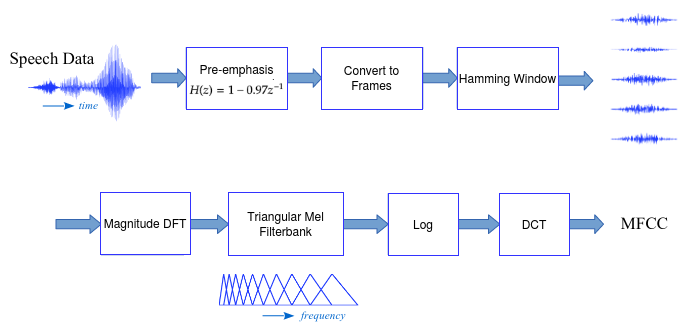 Speech Data
time
Pre-emphasis
H(z) = 1 − 0.97z⁻¹
Convert to
Frames
Hamming Window
Magnitude DFT
Triangular Mel
Filterbank
Log
DCT
MFCC
frequency